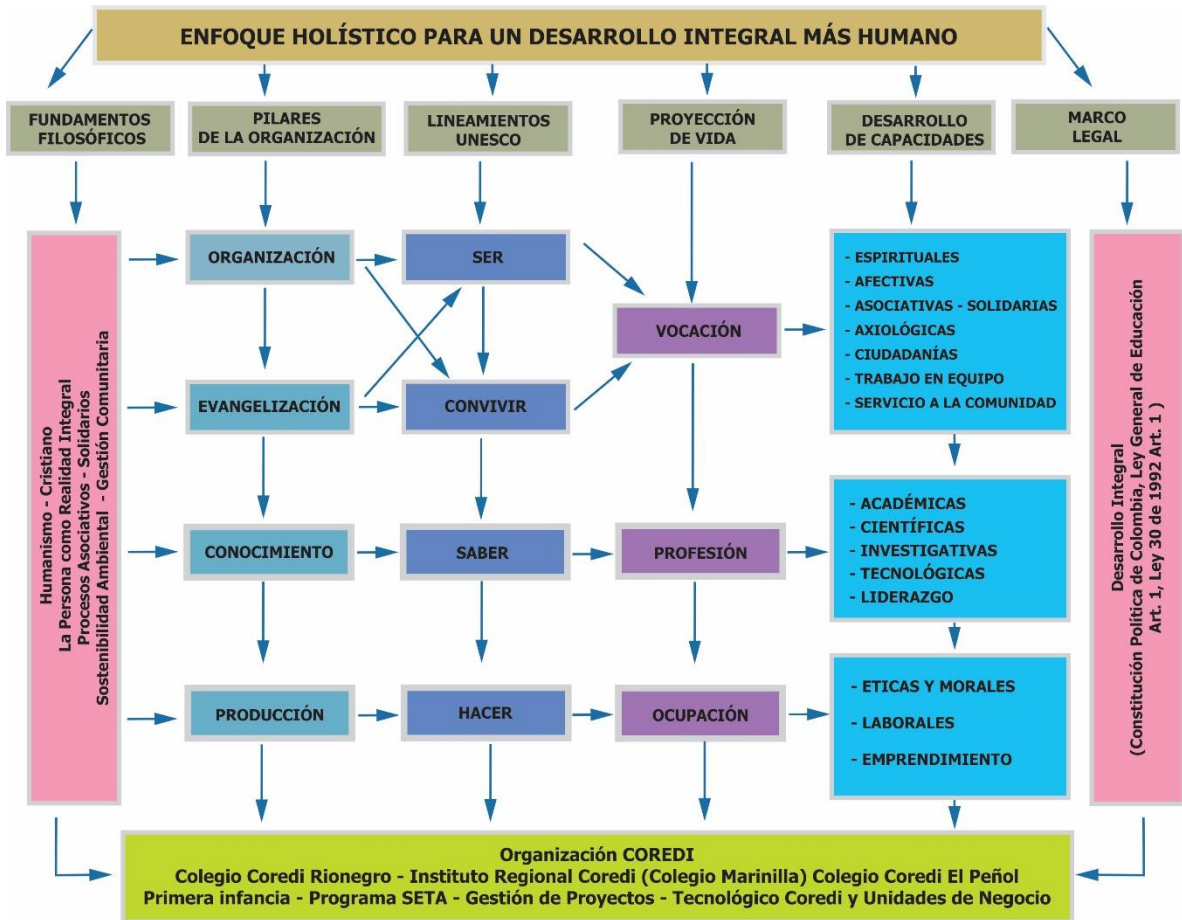 ENFOQUE HOLÍSTICO PARA UN DESARROLLO INTEGRAL MÁS HUMANO
FUNDAMENTOS
FILOSÓFICOS
PILARES
DE LA ORGANIZACIÓN
LINEAMIENTOS
UNESCO
PROYECCIÓN
DE VIDA
DESARROLLO
DE CAPACIDADES
MARCO
LEGAL
Humanismo - Cristiano
La Persona como Realidad Integral
Procesos Asociativos - Solidarios
Sostenibilidad Ambiental - Gestión Comunitaria
ORGANIZACIÓN
EVANGELIZACIÓN
CONOCIMIENTO
PRODUCCIÓN
SER
CONVIVIR
SABER
HACER
VOCACIÓN
PROFESIÓN
OCUPACIÓN
- ESPIRITUALES
- AFECTIVAS
- ASOCIATIVAS - SOLIDARIAS
- AXIOLÓGICAS
- CIUDADANÍAS
- TRABAJO EN EQUIPO
- SERVICIO A LA COMUNIDAD
- ACADÉMICAS
- CIENTÍFICAS
- INVESTIGATIVAS
- TECNOLÓGICAS
- LIDERAZGO
- ETICAS Y MORALES
- LABORALES
- EMPRENDIMIENTO
Desarrollo Integral
(Constitución Política de Colombia, Ley General de Educación
Art. 1, Ley 30 de 1992 Art. 1 )
Organización COREDI
Colegio Coredi Rionegro - Instituto Regional Coredi (Colegio Marinilla) Colegio Coredi El Peñol
Primera infancia - Programa SETA - Gestión de Proyectos - Tecnológico Coredi y Unidades de Negocio